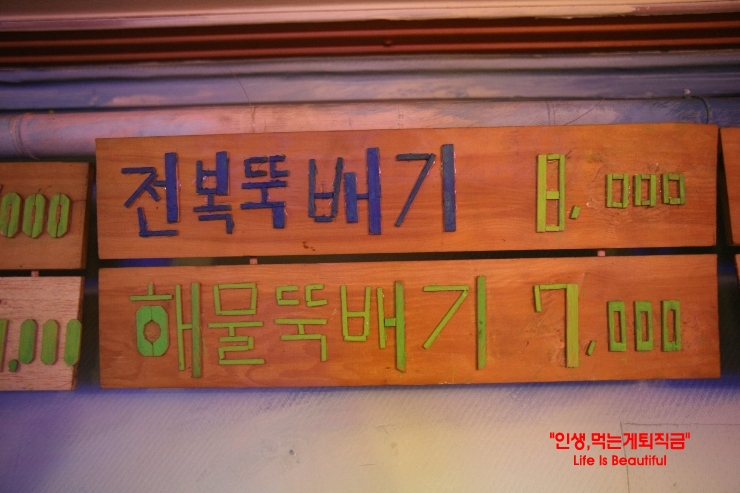 전복뚝배기 8,000
해물뚝배기 7,000
"인생,먹는게퇴직금"
Life Is Beautiful